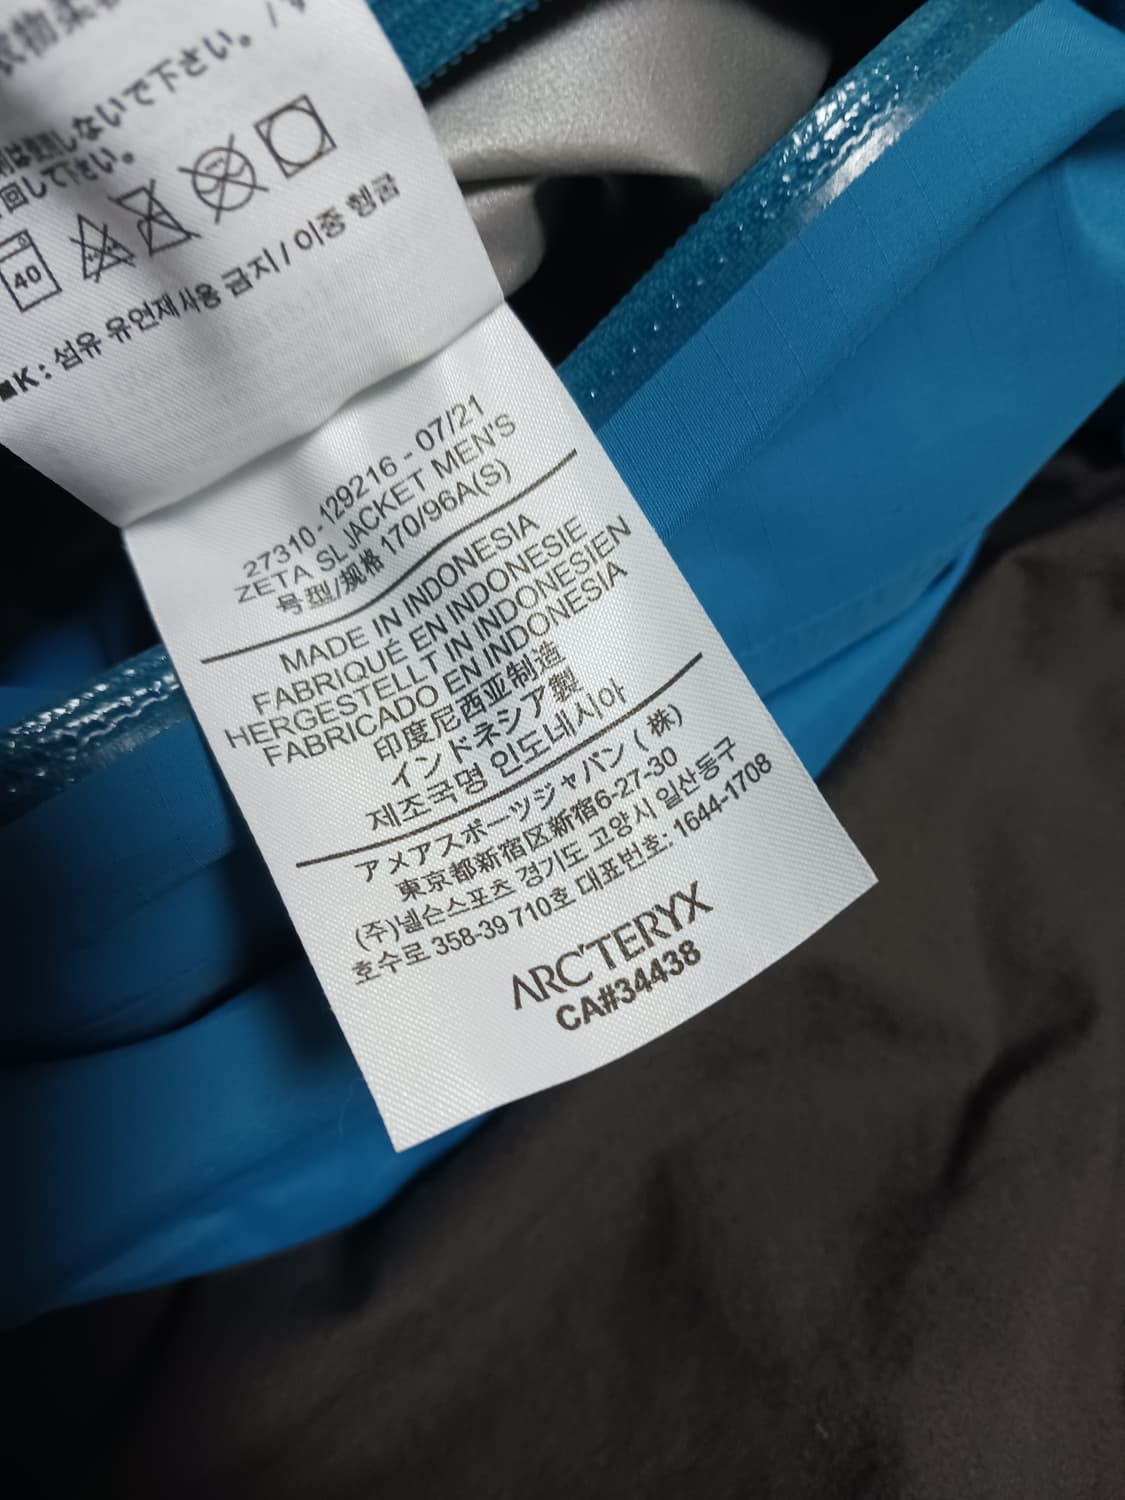 ないで下さい。/
回して下さい。
40
K: 섬유 유연제사용 금지 / 이중 헹굼
27310-129216 - 07/21
ZETA SL JACKET MEN'S
号型/规格 170/96A(S)
MADE IN INDONESIA
FABRIQUÉ EN INDONESIE
HERGESTELLT IN INDONESIEN
FABRICADO EN INDONESIA
印度尼西亚制造
インドネシア製
제조국명 인도네시아
アメアスポーツジャパン ( 株)
東京都新宿区新宿6-27-30
(주)넬슨스포츠 경기도 고양시 일산동구
호수로 358-39 710호 대표번호: 1644-1708
ARC'TERYX
CA#34438